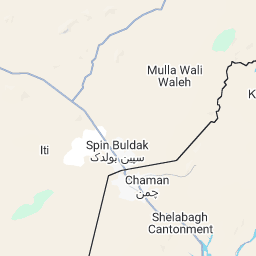 Mulla Wali
Waleh
K
Spin Buldak
سپین بولدک
Iti
Chaman
چمن
Shelabagh
Cantonment